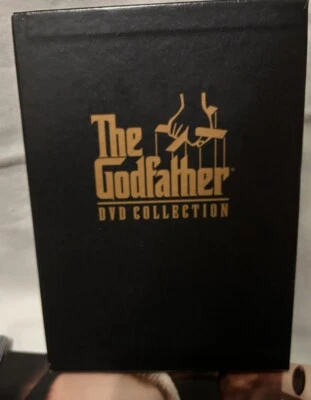 The
Godfather
DVD COLLECTION